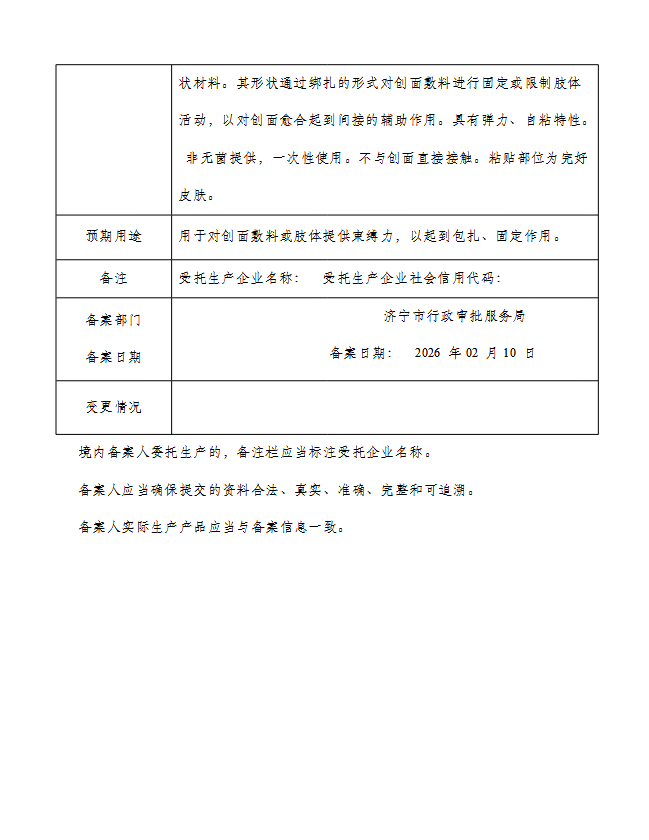 状材料。其形状通过绑扎的形式对创面敷料进行固定或限制肢体
活动，以对创面愈合起到间接的辅助作用。具有弹力、自粘特性。
非无菌提供，一次性使用。不与创面直接接触。粘贴部位为完好
皮肤。
预期用途 用于对创面敷料或肢体提供束缚力，以起到包扎、固定作用。
备注 受托生产企业名称： 受托生产企业社会信用代码：
备案部门 济宁市行政审批服务局
备案日期 备案日期： 2026 年 02 月 10 日
变更情况
境内备案人委托生产的，备注栏应当标注受托企业名称。
备案人应当确保提交的资料合法、真实、准确、完整和可追溯。
备案人实际生产产品应当与备案信息一致。